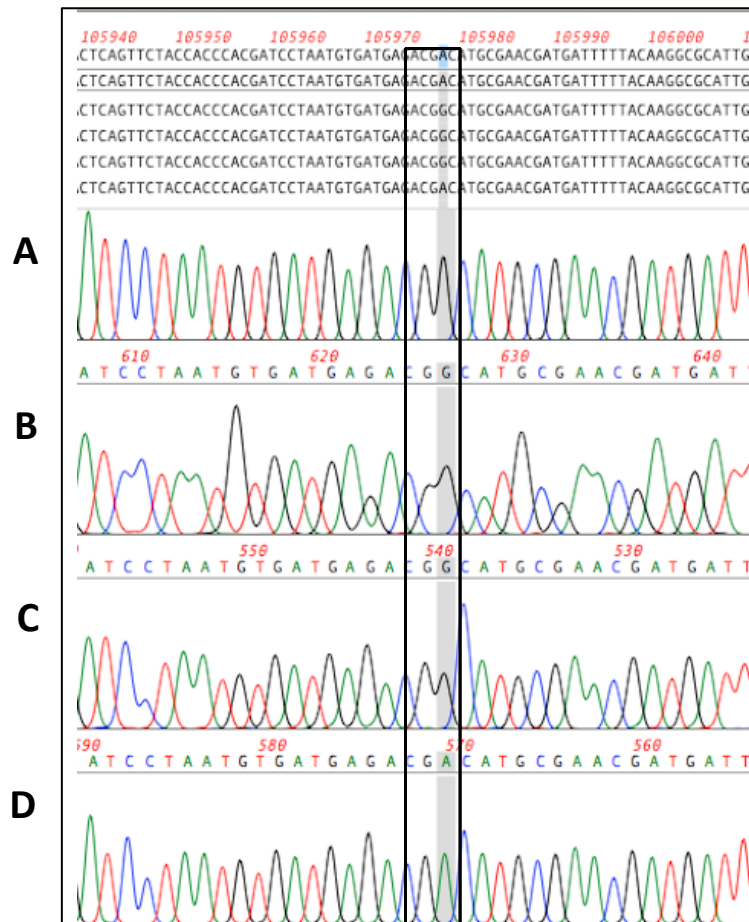 105940 105950 105960 105970 105980 105990 106000 1
CTCAGTTCTACCACCCACGATCCTAATGTGATGAGACGACATGCGAACGATGATTTTTACAAGGCGCATTG
CTCAGTTCTACCACCCACGATCCTAATGTGATGAGACGACATGCGAACGATGATTTTTACAAGGCGCATTG
CTCAGTTCTACCACCCACGATCCTAATGTGATGAGACGGCATGCGAACGATGATTTTTACAAGGCGCATTG
CTCAGTTCTACCACCCACGATCCTAATGTGATGAGACGGCATGCGAACGATGATTTTTACAAGGCGCATTG
CTCAGTTCTACCACCCACGATCCTAATGTGATGAGACGGCATGCGAACGATGATTTTTACAAGGCGCATTG
CTCAGTTCTACCACCCACGATCCTAATGTGATGAGACGACATGCGAACGATGATTTTTACAAGGCGCATTG
A
610 620 630 640
A T C C T A A T G T G A T G A G A C G G C A T G C G A A C G A T G A T T
B
550 540 530
A T C C T A A T G T G A T G A G A C G G C A T G C G A A C G A T G A T T
C
590 580 570 560
A T C C T A A T G T G A T G A G A C G A C A T G C G A A C G A T G A T T
D